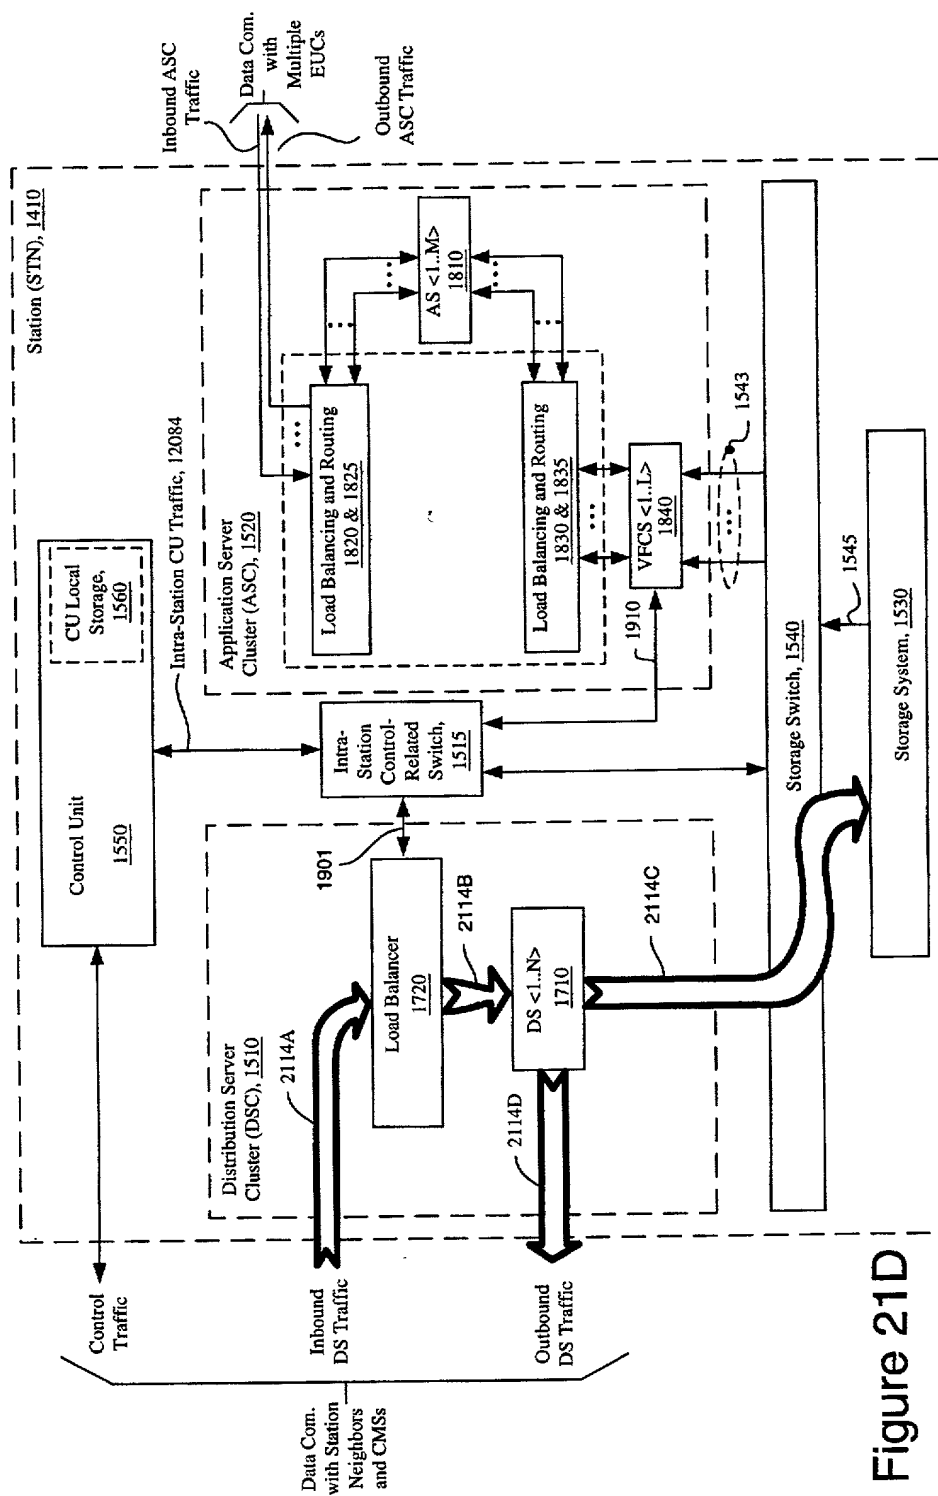 Station (STN), 1410
Control Unit
1550
CU Local
Storage,
1560
Control
Traffic
Intra-Station CU Traffic, 12084
Inbound ASC
Traffic
Data Com.
with
Multiple
EUCs
Outbound
ASC Traffic
Data Com.
with Station
Neighbors
and CMSs
Inbound
DS Traffic
Outbound
DS Traffic
Distribution Server
Cluster (DSC), 1510
2114A
Load Balancer
1720
2114B
DS <1..N>
1710
2114C
2114D
1901
Intra-
Station
Control-
Related
Switch,
1515
1910
Application Server
Cluster (ASC), 1520
Load Balancing and Routing
1820 & 1825
AS <1..M>
1810
Load Balancing and Routing
1830 & 1835
VFCS <1..L>
1840
1543
Storage Switch, 1540
1545
Storage System, 1530
Figure 21D